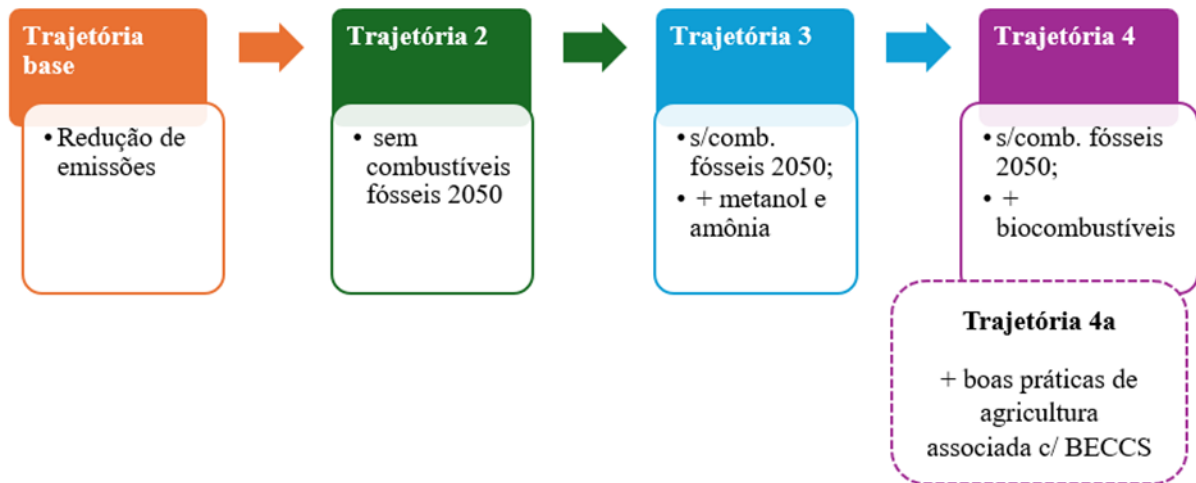 Trajetória
base
• Redução de
emissões
Trajetória 2
• sem
combustíveis
fósseis 2050
Trajetória 3
• s/comb.
fósseis 2050;
• + metanol e
amônia
Trajetória 4
• s/comb. fósseis
2050;
• +
biocombustíveis
Trajetória 4a
+ boas práticas de
agricultura
associada c/ BECCS